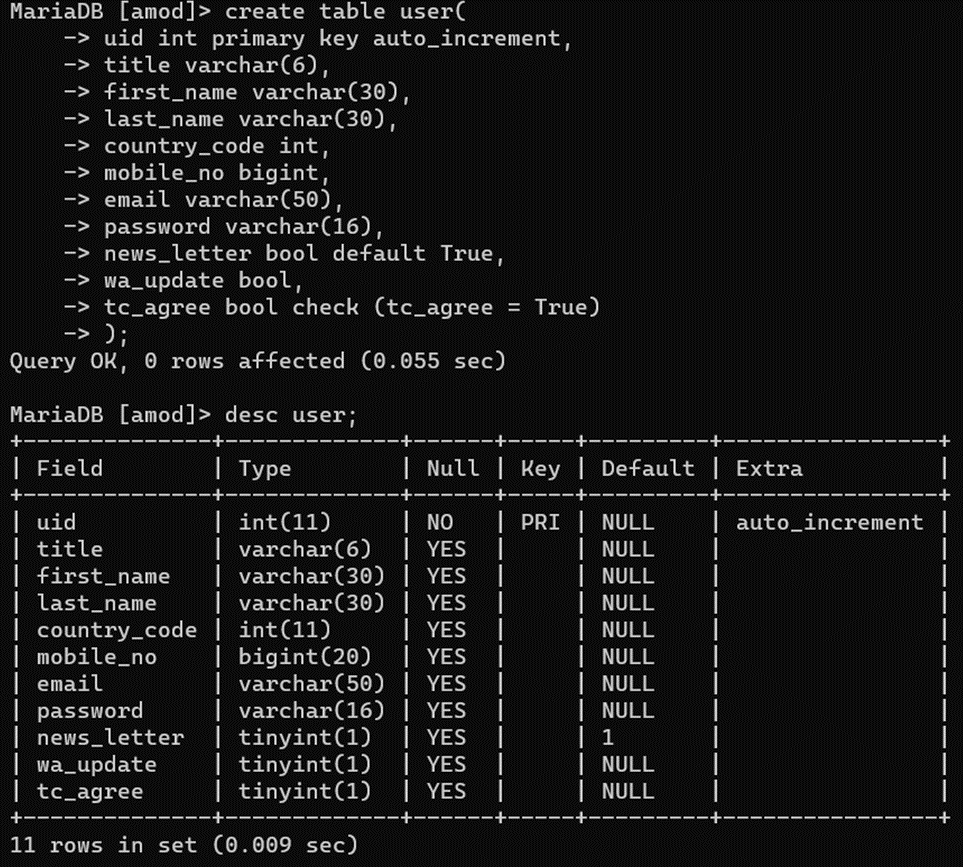 MariaDB [amod]> create table user(
    -> uid int primary key auto_increment,
    -> title varchar(6),
    -> first_name varchar(30),
    -> last_name varchar(30),
    -> country_code int,
    -> mobile_no bigint,
    -> email varchar(50),
    -> password varchar(16),
    -> news_letter bool default True,
    -> wa_update bool,
    -> tc_agree bool check (tc_agree = True)
    -> );
Query OK, 0 rows affected (0.055 sec)

MariaDB [amod]> desc user;
+--------------+-------------+------+-----+---------+----------------+
| Field        | Type        | Null | Key | Default | Extra          |
+--------------+-------------+------+-----+---------+----------------+
| uid          | int(11)     | NO   | PRI | NULL    | auto_increment |
| title        | varchar(6)  | YES  |     | NULL    |                |
| first_name   | varchar(30) | YES  |     | NULL    |                |
| last_name    | varchar(30) | YES  |     | NULL    |                |
| country_code | int(11)     | YES  |     | NULL    |                |
| mobile_no    | bigint(20)  | YES  |     | NULL    |                |
| email        | varchar(50) | YES  |     | NULL    |                |
| password     | varchar(16) | YES  |     | NULL    |                |
| news_letter  | tinyint(1)  | YES  |     | 1       |                |
| wa_update    | tinyint(1)  | YES  |     | NULL    |                |
| tc_agree     | tinyint(1)  | YES  |     | NULL    |                |
+--------------+-------------+------+-----+---------+----------------+
11 rows in set (0.009 sec)